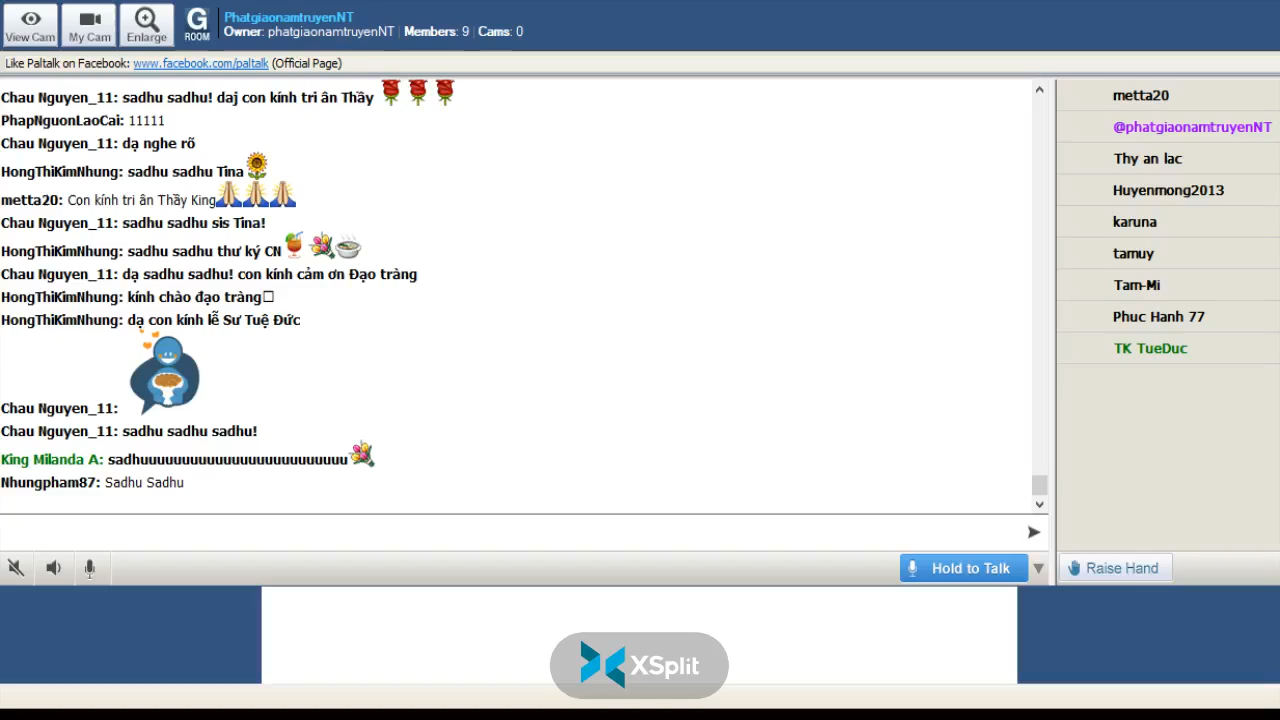 View Cam
My Cam
Enlarge
G
ROOM
PhatgiaonamtruyenNT
Owner: phatgiaonamtruyenNT | Members: 9 | Cams: 0
Like Paltalk on Facebook: www.facebook.com/paltalk (Official Page)
Chau Nguyen_11: sadhu sadhu! daj con kính tri ân Thầy
PhapNguonLaoCai: 11111
Chau Nguyen_11: dạ nghe rõ
HongThiKimNhung: sadhu sadhu Tina
metta20: Con kính tri ân Thầy King
Chau Nguyen_11: sadhu sadhu sis Tina!
HongThiKimNhung: sadhu sadhu thư ký CN
Chau Nguyen_11: dạ sadhu sadhu! con kính cảm ơn Đạo tràng
HongThiKimNhung: kính chào đạo tràng
HongThiKimNhung: dạ con kính lễ Sư Tuệ Đức
Chau Nguyen_11:
Chau Nguyen_11: sadhu sadhu sadhu!
King Milanda A: sadhuuuuuuuuuuuuuuuuuuuuuuuuu
Nhungpham87: Sadhu Sadhu
metta20
@phatgiaonamtruyenNT
Thy an lac
Huyenmong2013
karuna
tamuy
Tam-Mi
Phuc Hanh 77
TK TueDuc
Hold to Talk
Raise Hand
XSplit